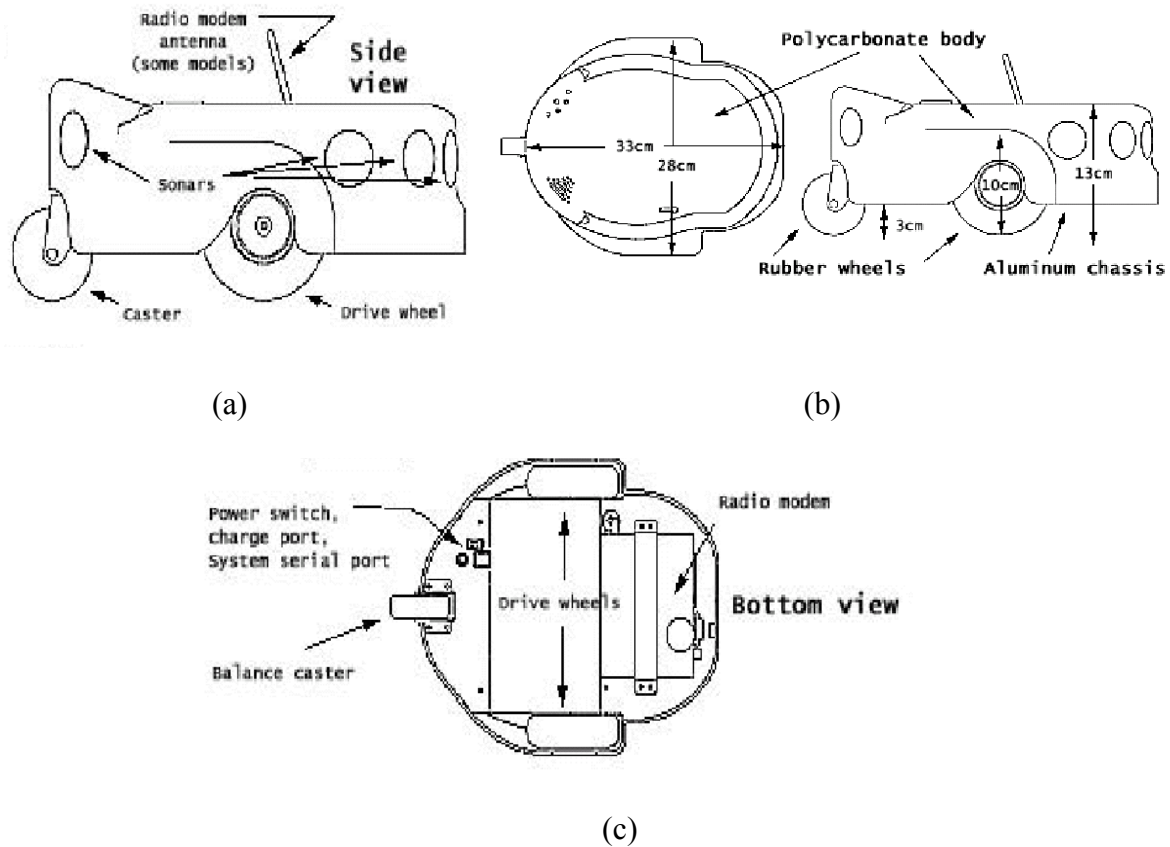 Radio modem
antenna
(some models)
Side
view
Sonars
Caster
Drive wheel
(a)
Polycarbonate body
33cm
28cm
10cm
13cm
3cm
Rubber wheels
Aluminum chassis
(b)
Power switch,
charge port,
System serial port
Radio modem
Drive wheels
Bottom view
Balance caster
(c)